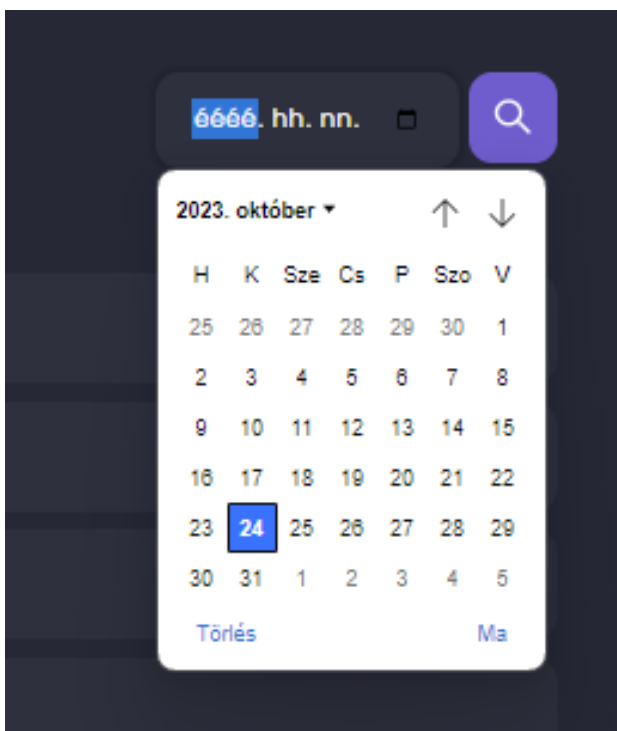 éééé. hh. nn.
2023. október
H K Sze Cs P Szo V
25 26 27 28 29 30 1
2 3 4 5 6 7 8
9 10 11 12 13 14 15
16 17 18 19 20 21 22
23 24 25 26 27 28 29
30 31 1 2 3 4 5
Törlés Ma